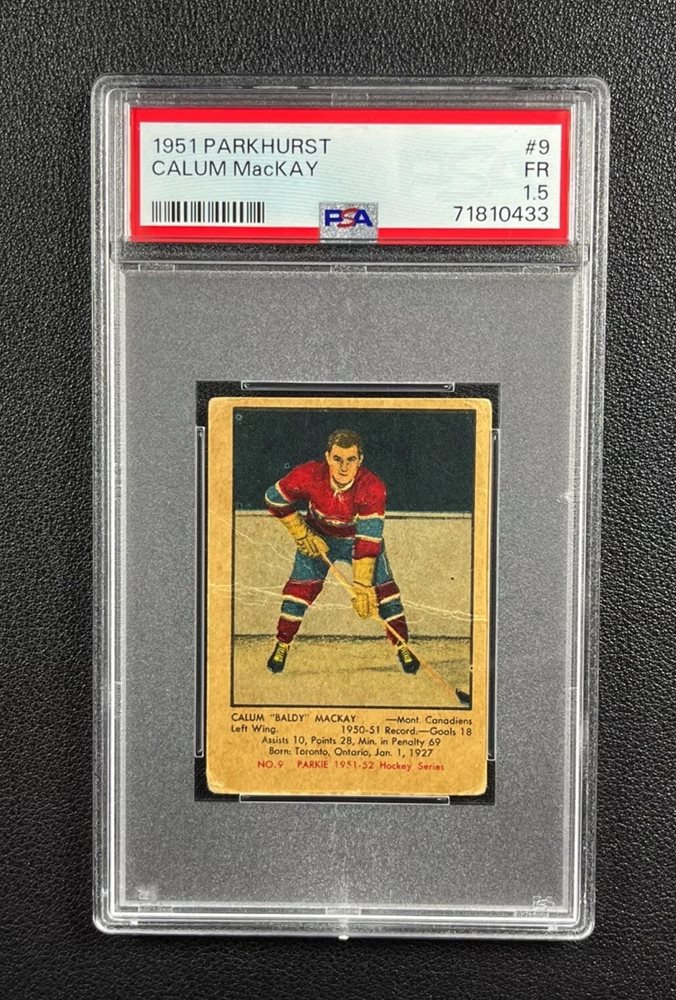 1951 PARKHURST #9
CALUM MacKAY FR
1.5
PSA 71810433
CALUM "BALDY" MACKAY —Mont. Canadiens
Left Wing. 1950-51 Record.—Goals 18
Assists 10, Points 28, Min. in Penalty 69
Born: Toronto, Ontario, Jan. 1, 1927
NO. 9 PARKIE 1951-52 Hockey Series